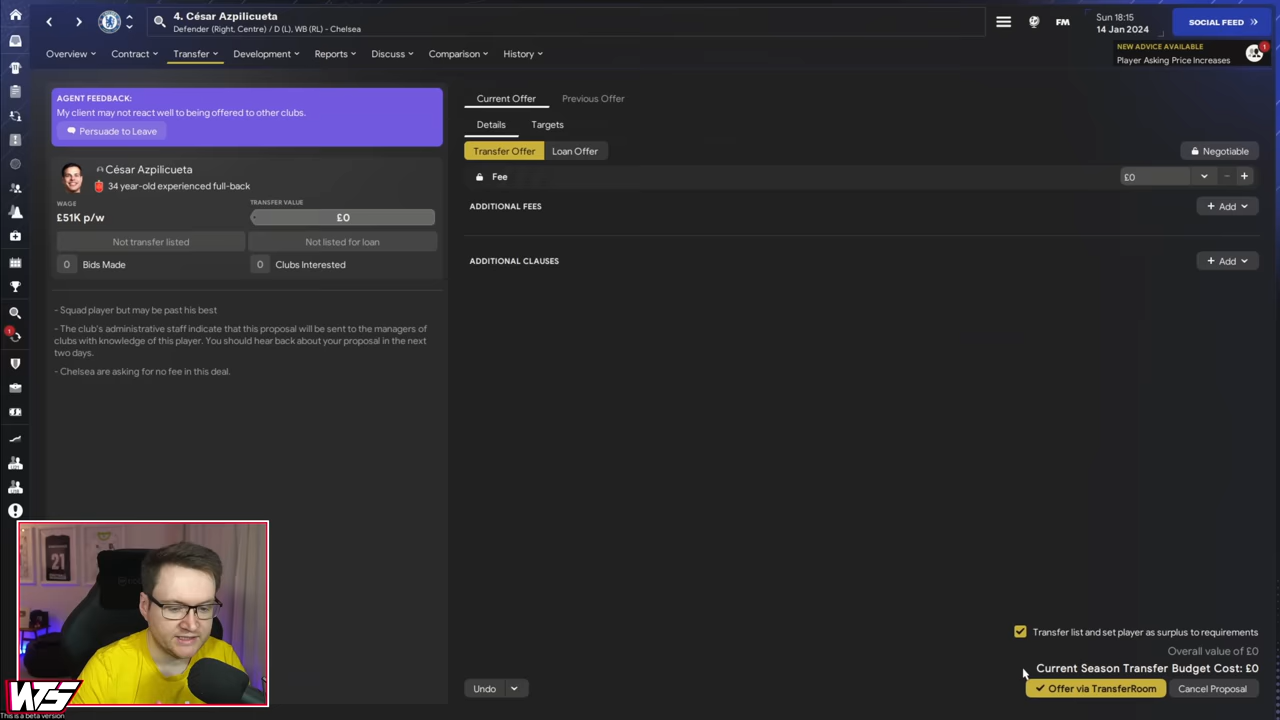 4. César Azpilicueta
Defender (Right, Centre) / D (L), WB (RL) - Chelsea
FM
Sun 18:15
14 Jan 2024
SOCIAL FEED
NEW ADVICE AVAILABLE
Player Asking Price Increases
1
Overview
Contract
Transfer
Development
Reports
Discuss
Comparison
History
AGENT FEEDBACK:
My client may not react well to being offered to other clubs.
Persuade to Leave
César Azpilicueta
34 year-old experienced full-back
WAGE
£51K p/w
TRANSFER VALUE
£0
Not transfer listed
Not listed for loan
0 Bids Made
0 Clubs Interested
- Squad player but may be past his best
- The club's administrative staff indicate that this proposal will be sent to the managers of
clubs with knowledge of this player. You should hear back about your proposal in the next
two days.
- Chelsea are asking for no fee in this deal.
Current Offer
Previous Offer
Details
Targets
Transfer Offer
Loan Offer
Negotiable
Fee
£0
ADDITIONAL FEES
+ Add
ADDITIONAL CLAUSES
+ Add
Transfer list and set player as surplus to requirements
Overall value of £0
Current Season Transfer Budget Cost: £0
Undo
Offer via TransferRoom
Cancel Proposal
1
21
WTS
This is a beta version